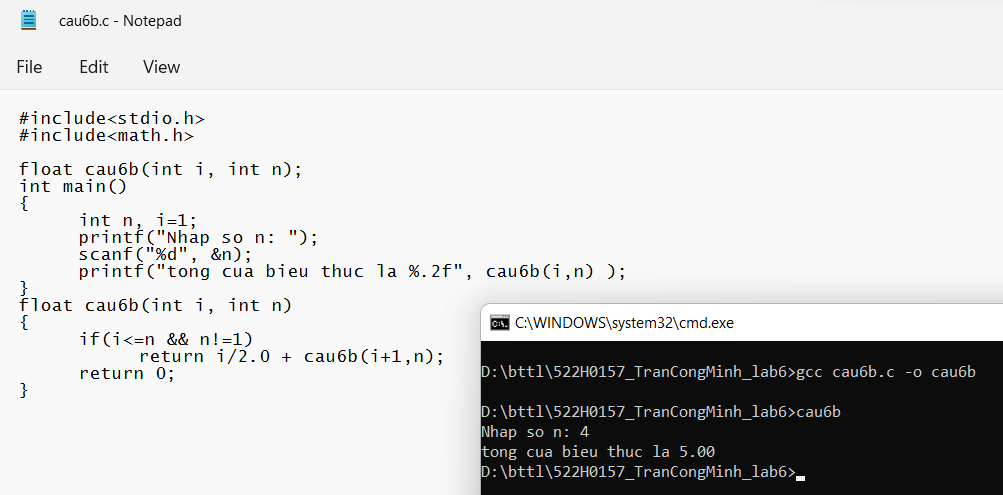 cau6b.c - Notepad
File Edit View
#include<stdio.h>
#include<math.h>
float cau6b(int i, int n);
int main()
{
int n, i=1;
printf("Nhap so n: ");
scanf("%d", &n);
printf("tong cua bieu thuc la %.2f", cau6b(i,n) );
}
float cau6b(int i, int n)
{
if(i<=n && n!=1)
return i/2.0 + cau6b(i+1,n);
return 0;
}
C:\WINDOWS\system32\cmd.exe
D:\bttl\522H0157_TranCongMinh_lab6>gcc cau6b.c -o cau6b
D:\bttl\522H0157_TranCongMinh_lab6>cau6b
Nhap so n: 4
tong cua bieu thuc la 5.00
D:\bttl\522H0157_TranCongMinh_lab6>